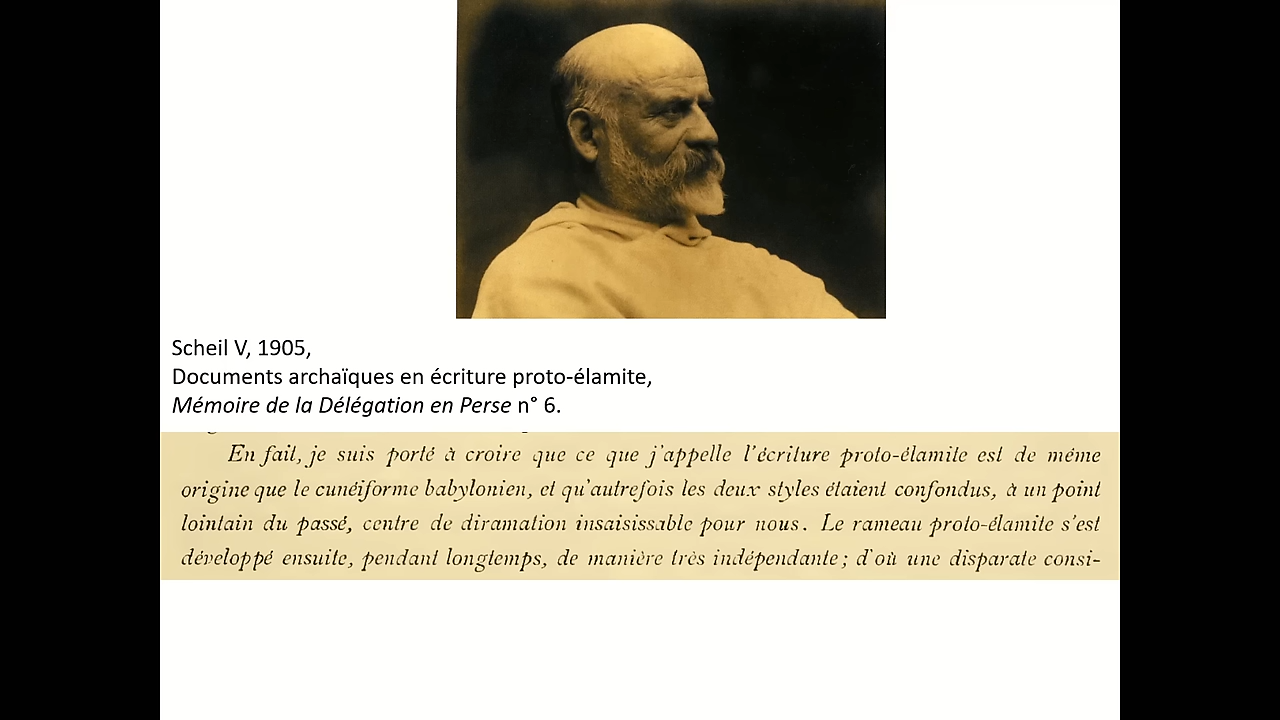 Scheil V, 1905,
Documents archaïques en écriture proto-élamite,
Mémoire de la Délégation en Perse n° 6.
En fait, je suis porté à croire que ce que j'appelle l'écriture proto-élamite est de même
origine que le cunéiforme babylonien, et qu'autrefois les deux styles étaient confondus, à un point
lointain du passé, centre de diramation insaisissable pour nous. Le rameau proto-élamite s'est
développé ensuite, pendant longtemps, de manière très indépendante; d'où une disparate consi-